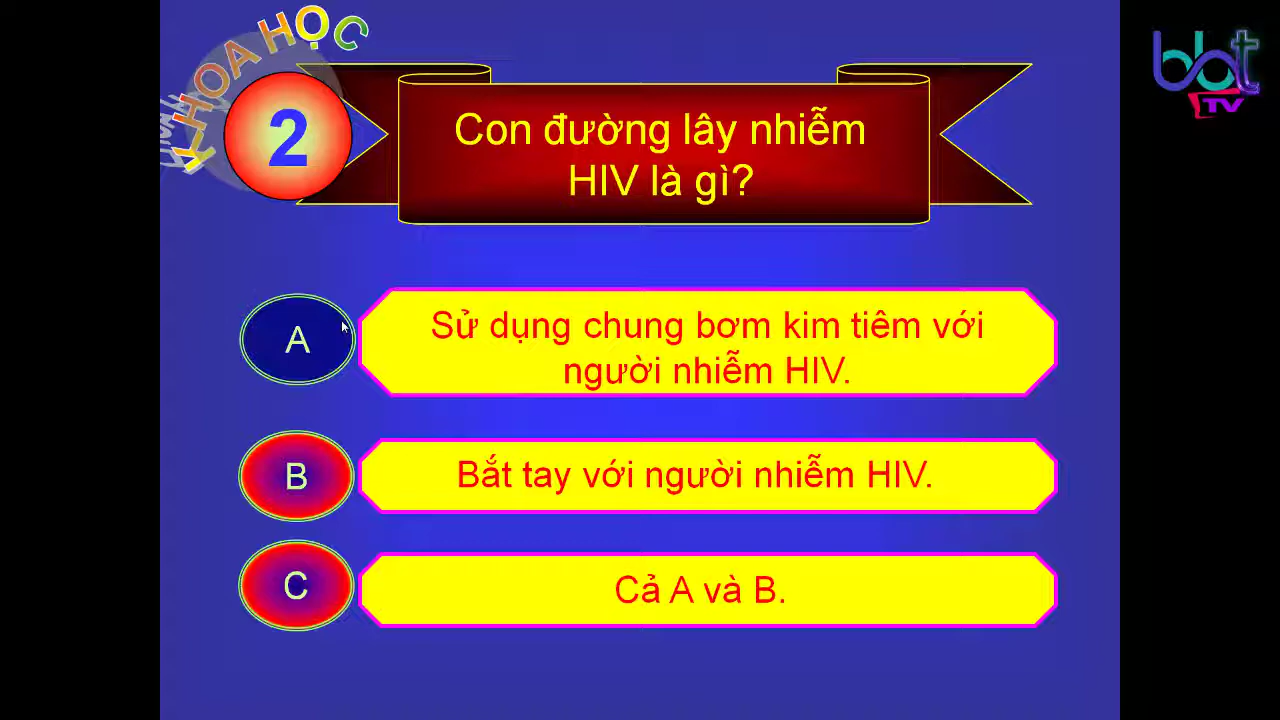 KHOA HỌC
2
Con đường lây nhiễm
HIV là gì?
A
Sử dụng chung bơm kim tiêm với
người nhiễm HIV.
B
Bắt tay với người nhiễm HIV.
C
Cả A và B.
bbt
TV